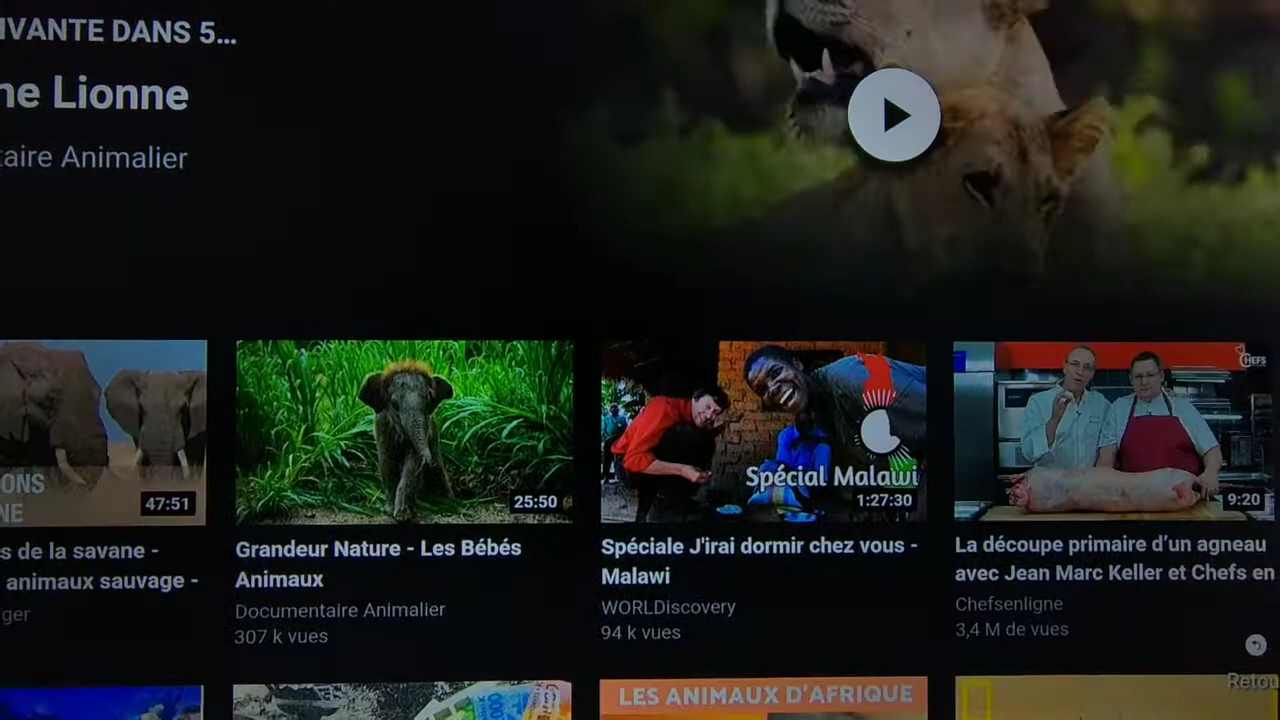 IVANTE DANS 5...
ne Lionne
taire Animalier
ONS
NE
47:51
25:50
Spécial Malawi
1:27:30
CHEFS
9:20
s de la savane -
animaux sauvage -
ger
Grandeur Nature - Les Bébés
Animaux
Documentaire Animalier
307 k vues
Spéciale J'irai dormir chez vous -
Malawi
WORLDiscovery
94 k vues
La découpe primaire d'un agneau
avec Jean Marc Keller et Chefs en
Chefsenligne
3,4 M de vues
Retou
LES ANIMAUX D'AFRIQUE